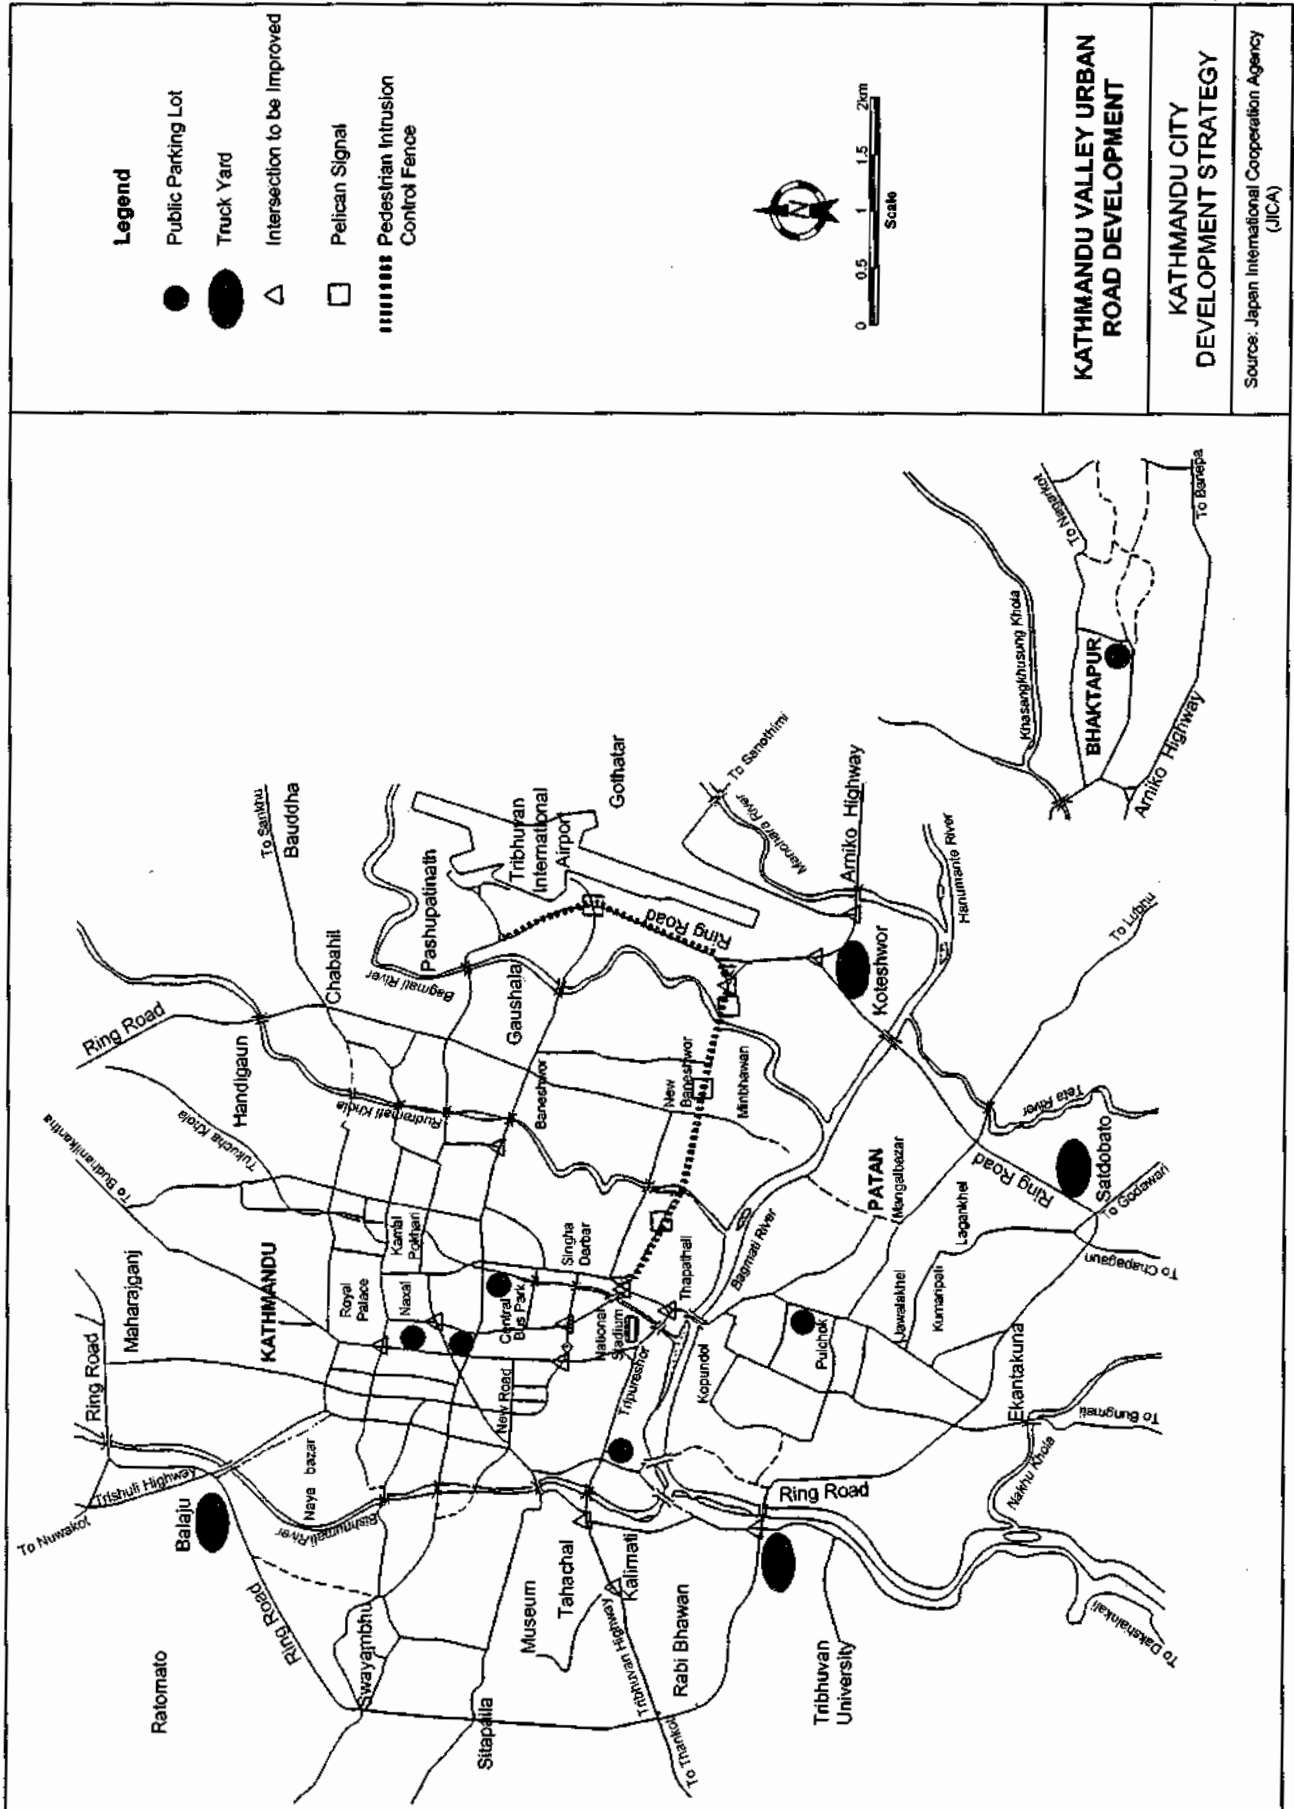 Legend
Public Parking Lot
Truck Yard
Intersection to be Improved
Pelican Signal
Pedestrian Intrusion
Control Fence
N
0 0.5 1 1.5 2km
Scale
KATHMANDU VALLEY URBAN
ROAD DEVELOPMENT
KATHMANDU CITY
DEVELOPMENT STRATEGY
Source: Japan International Cooperation Agency
(JICA)
Ratomato
Balaju
To Nuwakot
Trishuli Highway
Ring Road
Maharajganj
To Budhanilkantha
Tukucha Khola
Handigaun
Ring Road
Chabahil
To Sankhu
Bauddha
Ring Road
Naya bazar
Bishnumati River
KATHMANDU
Royal
Palace
Naxal
Kamal
Pokhari
Rudramati Khola
Bagmati River
Pashupatinath
Gaushala
Tribhuvan
International
Airport
Gothatar
Swayambhu
Sitapaila
Museum
Tahachal
New Road
Central
Bus Park
Singha
Darbar
Baneshwor
New
Baneshwor
Minbhawan
Ring Road
To Sanothimi
Manohara River
Arniko Highway
Kalimati
Tribhuvan Highway
Rabi Bhawan
To Thankot
Tripureshor
National
Stadium
Thapathali
Bagmati River
Kopundol
Koteshwor
Hanumante River
To Lubhu
Tribhuvan
University
Ring Road
Pulchok
PATAN
Mangalbazar
Jawalakhel
Kumaripati
Lagankhel
Ring Road
Satdobato
Teta River
To Godawari
To Chapagaun
Ekantakuna
To Bungmati
Nakhu Khola
To Dakshainkali
Khasangkhusung Khola
BHAKTAPUR
To Nagarkot
To Banepa
Arniko Highway